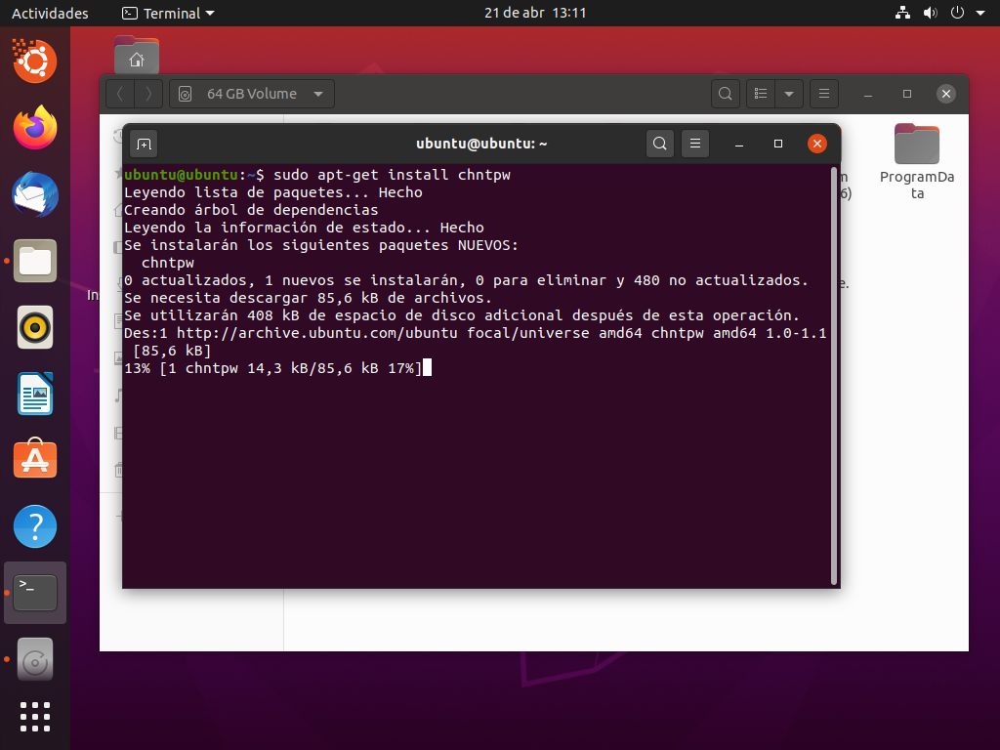 Actividades
Terminal
21 de abr 13:11
64 GB Volume
ubuntu@ubuntu: ~
ubuntu@ubuntu:~$ sudo apt-get install chntpw
Leyendo lista de paquetes... Hecho
Creando árbol de dependencias
Leyendo la información de estado... Hecho
Se instalarán los siguientes paquetes NUEVOS:
chntpw
0 actualizados, 1 nuevos se instalarán, 0 para eliminar y 480 no actualizados.
Se necesita descargar 85,6 kB de archivos.
Se utilizarán 408 kB de espacio de disco adicional después de esta operación.
Des:1 http://archive.ubuntu.com/ubuntu focal/universe amd64 chntpw amd64 1.0-1.1
[85,6 kB]
13% [1 chntpw 14,3 kB/85,6 kB 17%]
ProgramDa
ta